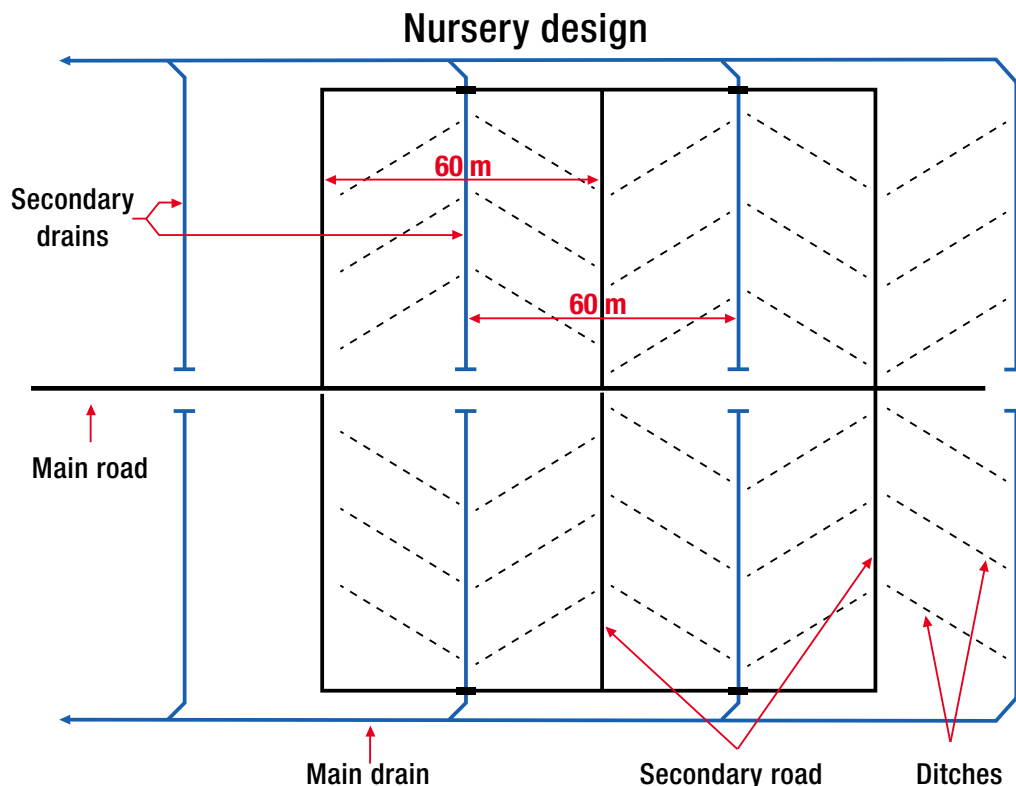 Nursery design
60 m
Secondary
drains
60 m
Main road
Main drain
Secondary road
Ditches